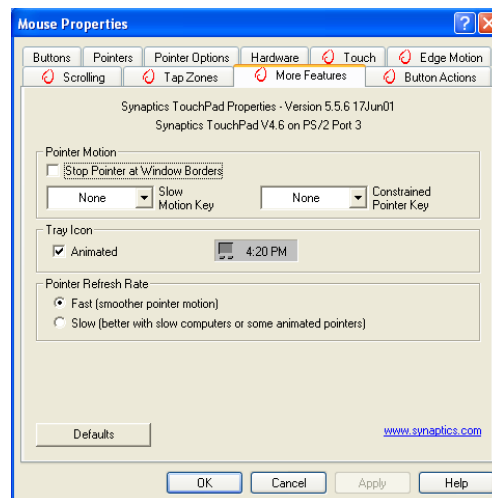 Mouse Properties
Buttons Pointers Pointer Options Hardware Touch Edge Motion
Scrolling Tap Zones More Features Button Actions
Synaptics TouchPad Properties - Version 5.5.6 17Jun01
Synaptics TouchPad V4.6 on PS/2 Port 3
Pointer Motion
Stop Pointer at Window Borders
None Slow Motion Key None Constrained Pointer Key
Tray Icon
Animated 4:20 PM
Pointer Refresh Rate
Fast (smoother pointer motion)
Slow (better with slow computers or some animated pointers)
Defaults www.synaptics.com
OK Cancel Apply Help